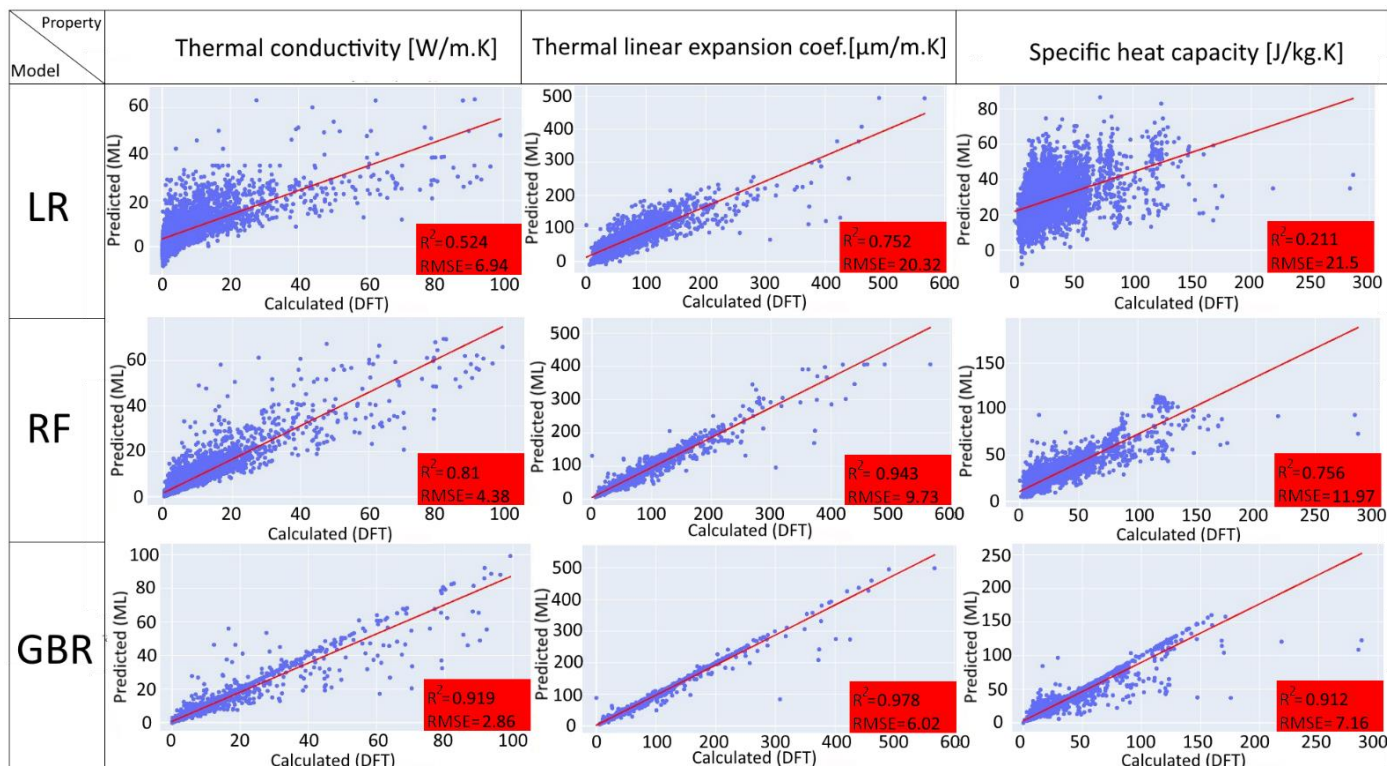 Property
Model
Thermal conductivity [W/m.K]
Thermal linear expansion coef.[µm/m.K]
Specific heat capacity [J/kg.K]
LR
Predicted (ML)
60
40
20
0
0 20 40 60 80 100
Calculated (DFT)
R²=0.524
RMSE=6.94
Predicted (ML)
500
400
300
200
100
0
0 100 200 300 400 500 600
Calculated (DFT)
R²=0.752
RMSE=20.32
Predicted (ML)
80
60
40
20
0
0 50 100 150 200 250 300
Calculated (DFT)
R²=0.211
RMSE=21.5
RF
Predicted (ML)
60
40
20
0
0 20 40 60 80 100
Calculated (DFT)
R²=0.81
RMSE=4.38
Predicted (ML)
500
400
300
200
100
0
0 100 200 300 400 500 600
Calculated (DFT)
R²=0.943
RMSE=9.73
Predicted (ML)
150
100
50
0
0 50 100 150 200 250 300
Calculated (DFT)
R²=0.756
RMSE=11.97
GBR
Predicted (ML)
100
80
60
40
20
0
0 20 40 60 80 100
Calculated (DFT)
R²=0.919
RMSE=2.86
Predicted (ML)
500
400
300
200
100
0
0 100 200 300 400 500 600
Calculated (DFT)
R²=0.978
RMSE=6.02
Predicted (ML)
250
200
150
100
50
0
0 50 100 150 200 250 300
Calculated (DFT)
R²=0.912
RMSE=7.16